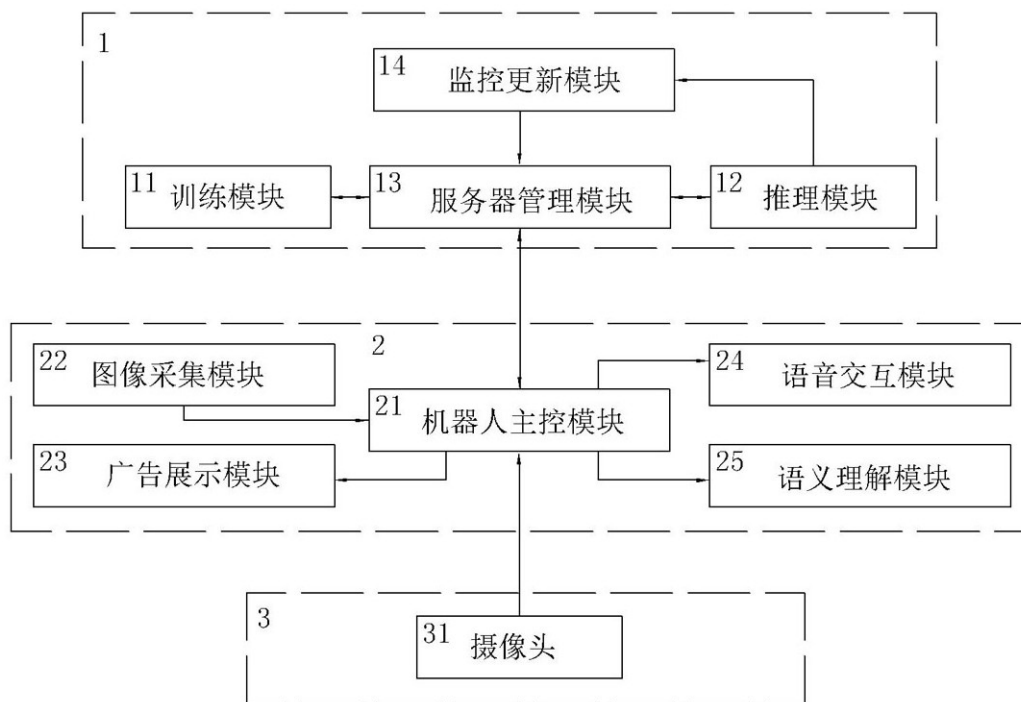 1
14 监控更新模块
11 训练模块
13 服务器管理模块
12 推理模块
2
22 图像采集模块
24 语音交互模块
21 机器人主控模块
23 广告展示模块
25 语义理解模块
3
31 摄像头